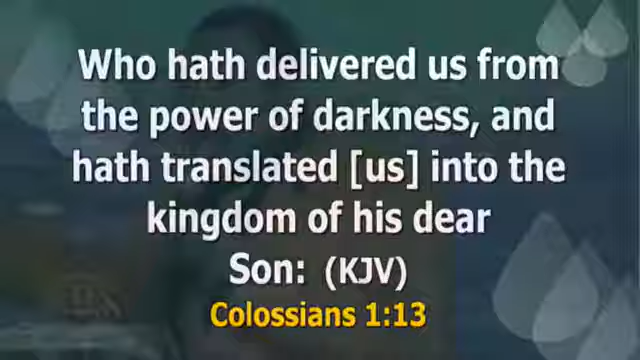 Who hath delivered us from
the power of darkness, and
hath translated [us] into the
kingdom of his dear
Son: (KJV)
Colossians 1:13